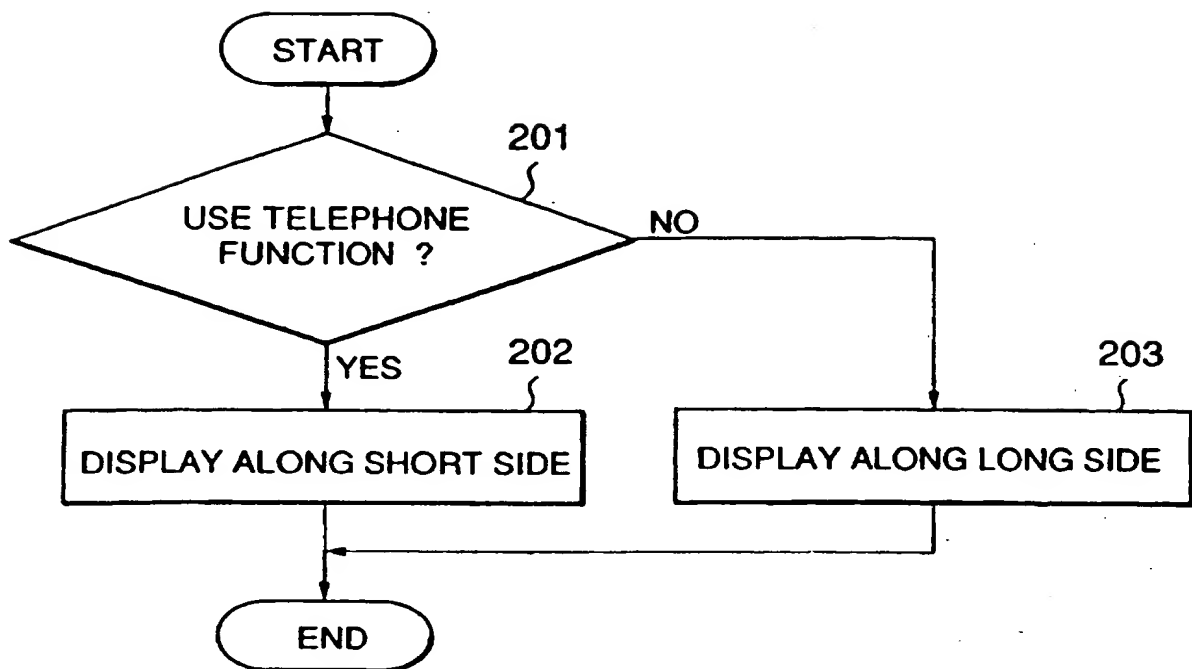 START
201
USE TELEPHONE
FUNCTION ?
NO
YES
202
203
DISPLAY ALONG SHORT SIDE
DISPLAY ALONG LONG SIDE
END